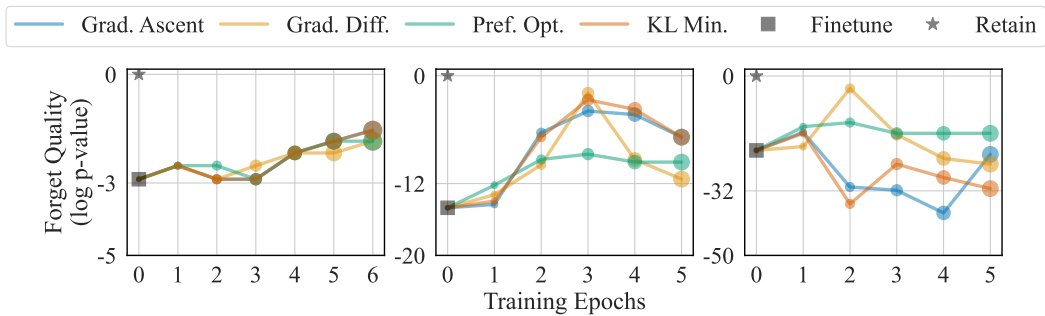 Grad. Ascent Grad. Diff. Pref. Opt. KL Min. Finetune Retain
Forget Quality
(log p-value)
0
-3
-5
0 1 2 3 4 5 6
0
-12
-20
0 1 2 3 4 5
0
-32
-50
0 1 2 3 4 5
Training Epochs